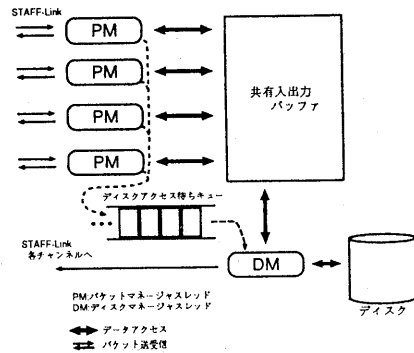 STAFF-Link
PM
PM
PM
PM
共有入出力
バッファ
ディスクアクセス待ちキュー
STAFF-Link
各チャンネルへ
DM
ディスク
PM:パケットマネージャスレッド
DM:ディスクマネージャスレッド
データアクセス
パケット送受信